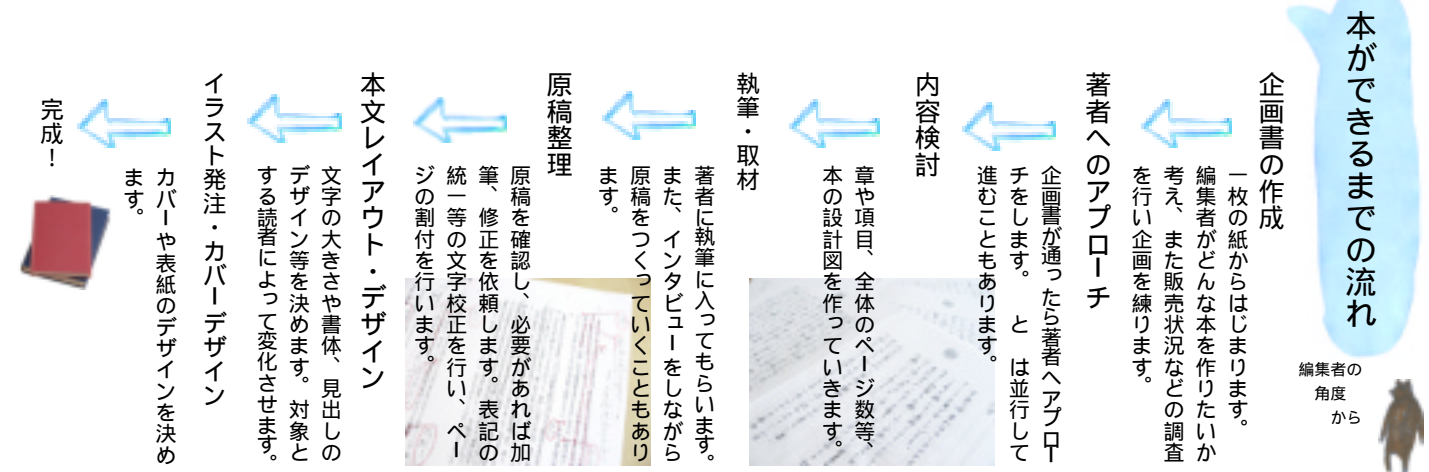 本ができるまでの流れ
編集者の
角度
から
企画書の作成
一枚の紙からはじまります。
編集者がどんな本を作りたいか
考え、また販売状況などの調査
を行い企画を練ります。
著者へのアプローチ
企画書が通ったら著者へアプロー
チをします。　と　は並行して
進むこともあります。
内容検討
章や項目、全体のページ数等、
本の設計図を作っていきます。
執筆・取材
著者に執筆に入ってもらいます。
また、インタビューをしながら
原稿をつくっていくこともあり
ます。
原稿整理
原稿を確認し、必要があれば加
筆、修正を依頼します。表記の
統一等の文字校正を行い、ペー
ジの割付を行います。
本文レイアウト・デザイン
文字の大きさや書体、見出しの
デザイン等を決めます。対象と
する読者によって変化させます。
イラスト発注・カバーデザイン
カバーや表紙のデザインを決め
ます。
完成！